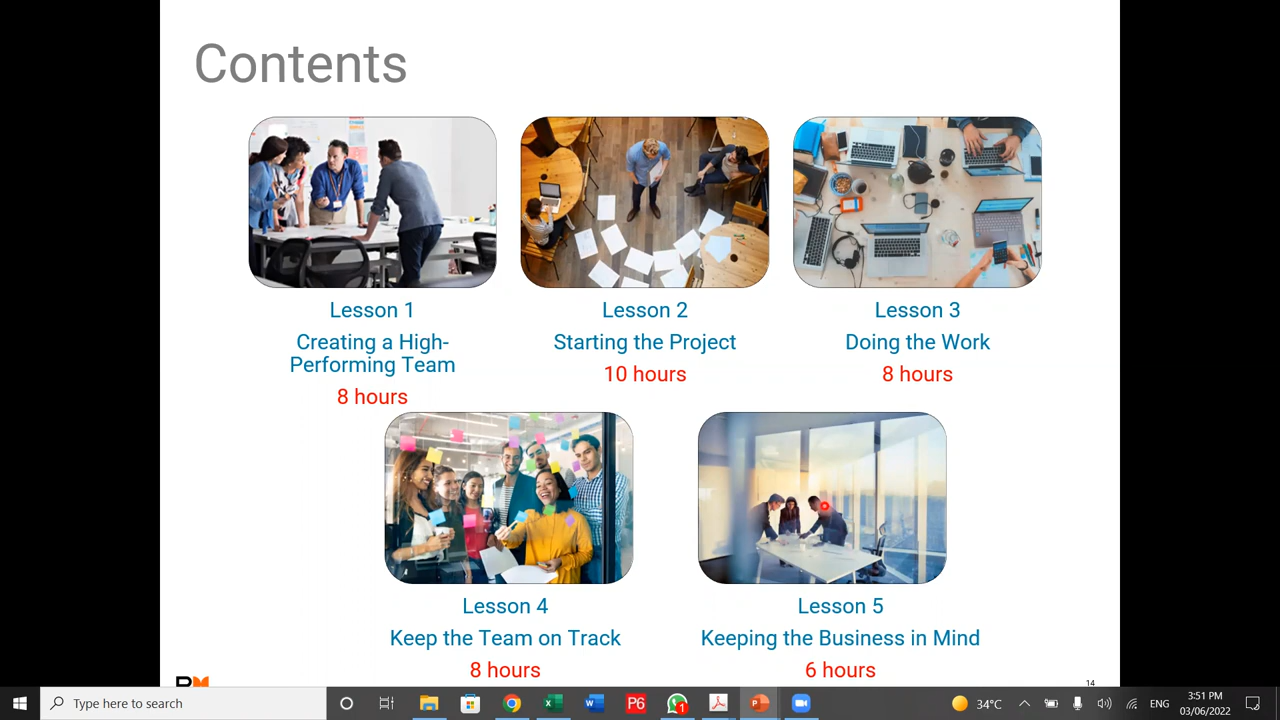 Contents
Lesson 1
Creating a High-
Performing Team
8 hours
Lesson 2
Starting the Project
10 hours
Lesson 3
Doing the Work
8 hours
Lesson 4
Keep the Team on Track
8 hours
Lesson 5
Keeping the Business in Mind
6 hours
14
Type here to search
P6
1
34°C
ENG
3:51 PM
03/06/2022